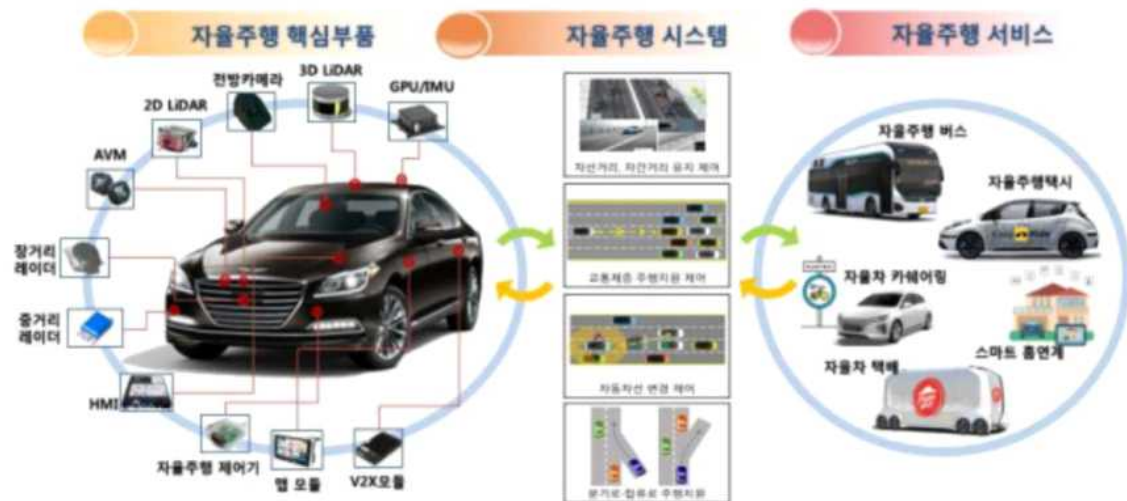 자율주행 핵심부품
자율주행 시스템
자율주행 서비스
전방카메라
3D LiDAR
GPU/IMU
2D LiDAR
AVM
장거리
레이더
중거리
레이더
HMI
자율주행 제어기
맵 모듈
V2X모듈
차선거리, 차간거리 유지 제어
교통체증 주행지원 제어
자동차선 변경 제어
분기로·합류로 주행지원
자율주행 버스
자율주행택시
자율차 카쉐어링
스마트 홈연계
자율차 택배